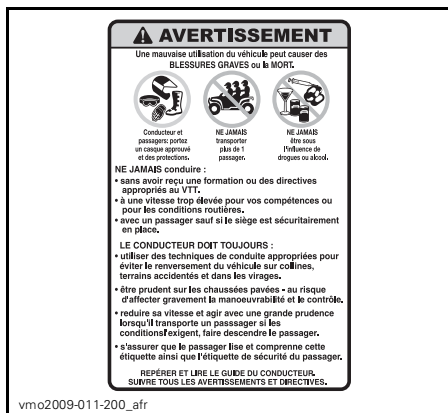 AVERTISSEMENT
Une mauvaise utilisation du véhicule peut causer des
BLESSURES GRAVES ou la MORT.
Conducteur et
passagers: portez
un casque approuvé
et des protections.
NE JAMAIS
transporter
plus de 1
passager.
NE JAMAIS
être sous
l'influence de
drogues ou alcool.
NE JAMAIS conduire :
• sans avoir reçu une formation ou des directives
appropriés au VTT.
• à une vitesse trop élevée pour vos compétences ou
pour les conditions routières.
• avec un passager sauf si le siège est sécuritairement
en place.
LE CONDUCTEUR DOIT TOUJOURS :
• utiliser des techniques de conduite appropriées pour
éviter le renversement du véhicule sur collines,
terrains accidentés et dans les virages.
• être prudent sur les chaussées pavées - au risque
d'affecter gravement la manoeuvrabilité et le contrôle.
• reduire sa vitesse et agir avec une grande prudence
lorsqu'il transporte un passsager si les
conditionsl'exigent, faire descendre le passager.
• s'assurer que le passager lise et comprenne cette
étiquette ainsi que l'étiquette de sécurité du passager.
REPÉRER ET LIRE LE GUIDE DU CONDUCTEUR.
SUIVRE TOUS LES AVERTISSEMENTS ET DIRECTIVES.
vmo2009-011-200_afr